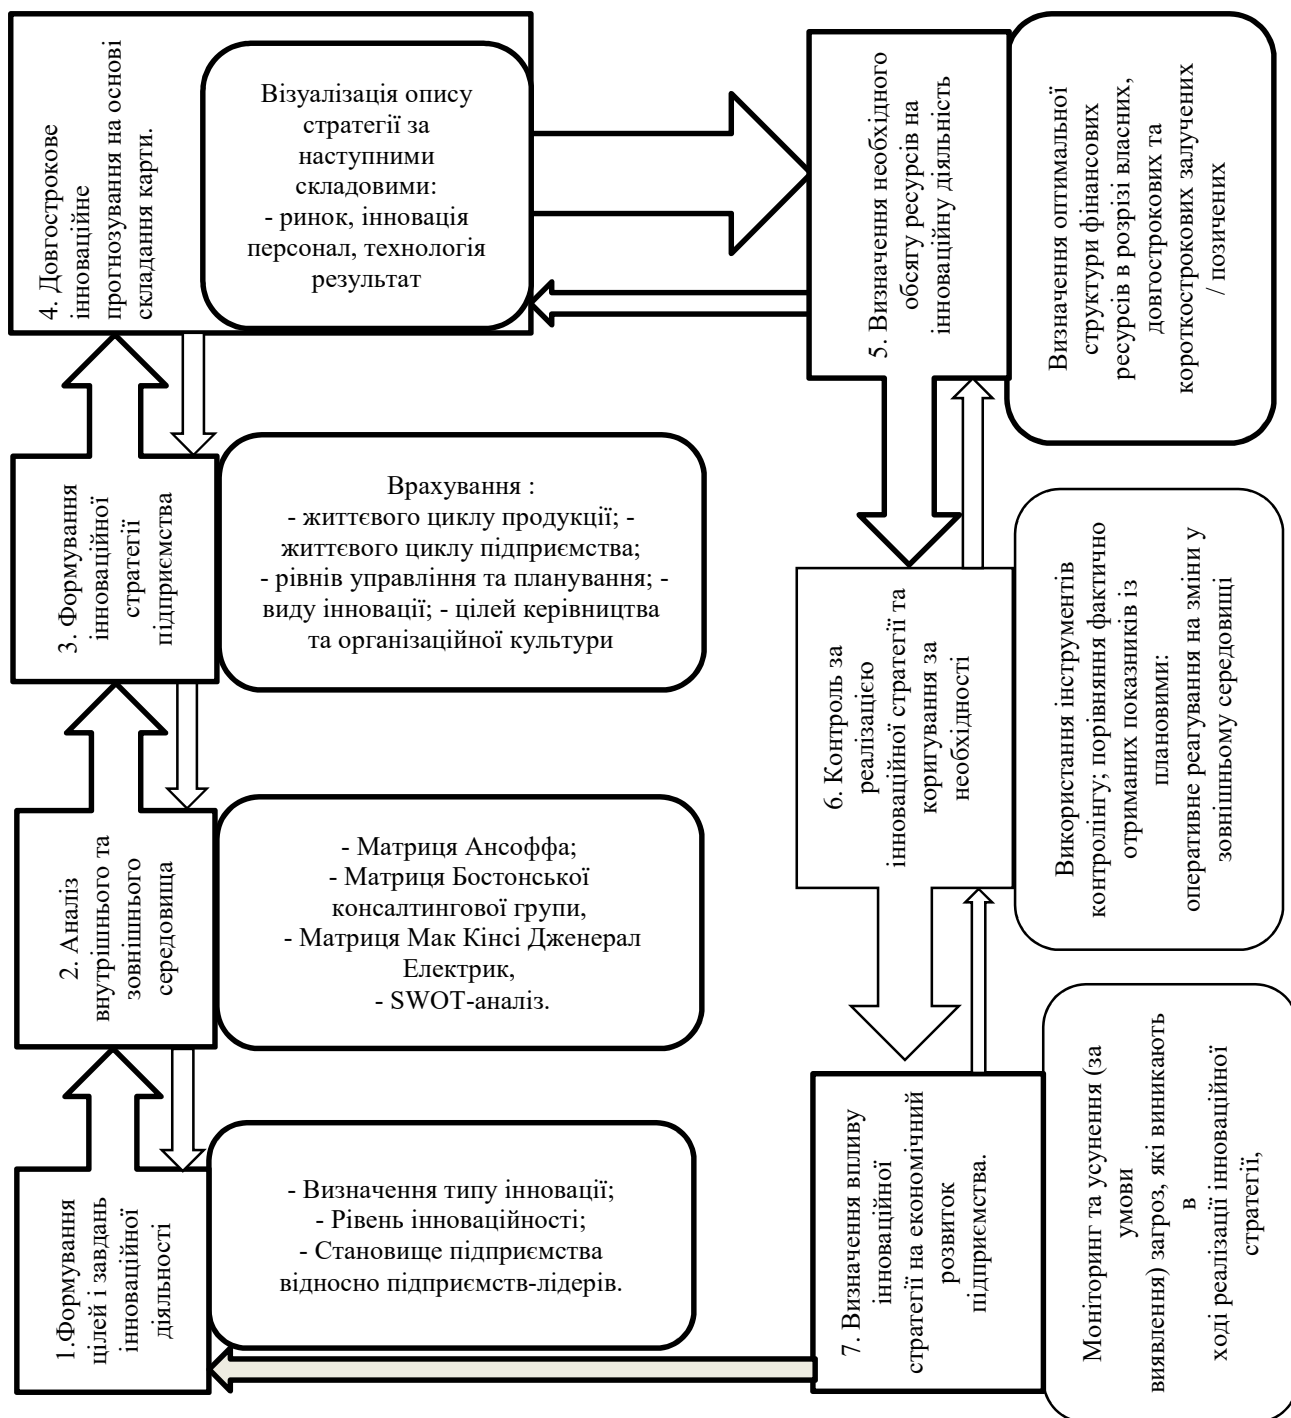 1.Формування
цілей і завдань
інноваційної
діяльності
- Визначення типу інновації;
- Рівень інноваційності;
- Становище підприємства
відносно підприємств-лідерів.
2. Аналіз
внутрішнього та
зовнішнього
середовища
- Матриця Ансоффа;
- Матриця Бостонської
консалтингової групи,
- Матриця Мак Кінсі Дженерал
Електрик,
- SWOT-аналіз.
3. Формування
інноваційної
стратегії
підприємства
Врахування :
- життєвого циклу продукції; -
життєвого циклу підприємства;
- рівнів управління та планування; -
виду інновації; - цілей керівництва
та організаційної культури
4. Довгострокове
інноваційне
прогнозування на основі
складання карти.
Візуалізація опису
стратегії за
наступними
складовими:
- ринок, інновація
персонал, технологія
результат
5. Визначення необхідного
обсягу ресурсів на
інноваційну діяльність
Визначення оптимальної
структури фінансових
ресурсів в розрізі власних,
довгострокових та
короткострокових залучених
/ позичених
6. Контроль за
реалізацією
інноваційної стратегії та
коригування за
необхідності
Використання інструментів
контролінгу; порівняння фактично
отриманих показників із
плановими:
оперативне реагування на зміни у
зовнішньому середовищі
7. Визначення впливу
інноваційної
стратегії на економічний
розвиток
підприємства.
Моніторинг та усунення (за
умови
виявлення) загроз, які виникають
в
ході реалізації інноваційної
стратегії,